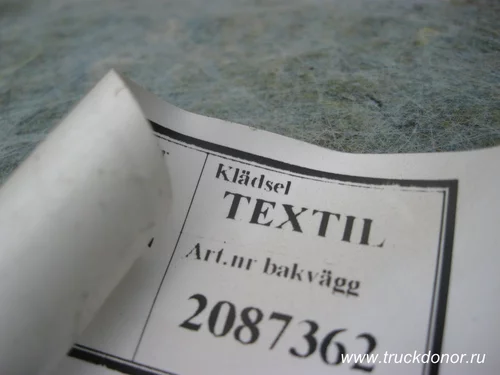 Klädsel
TEXTIL
Art.nr bakvägg
2087362
www.truckdonor.ru